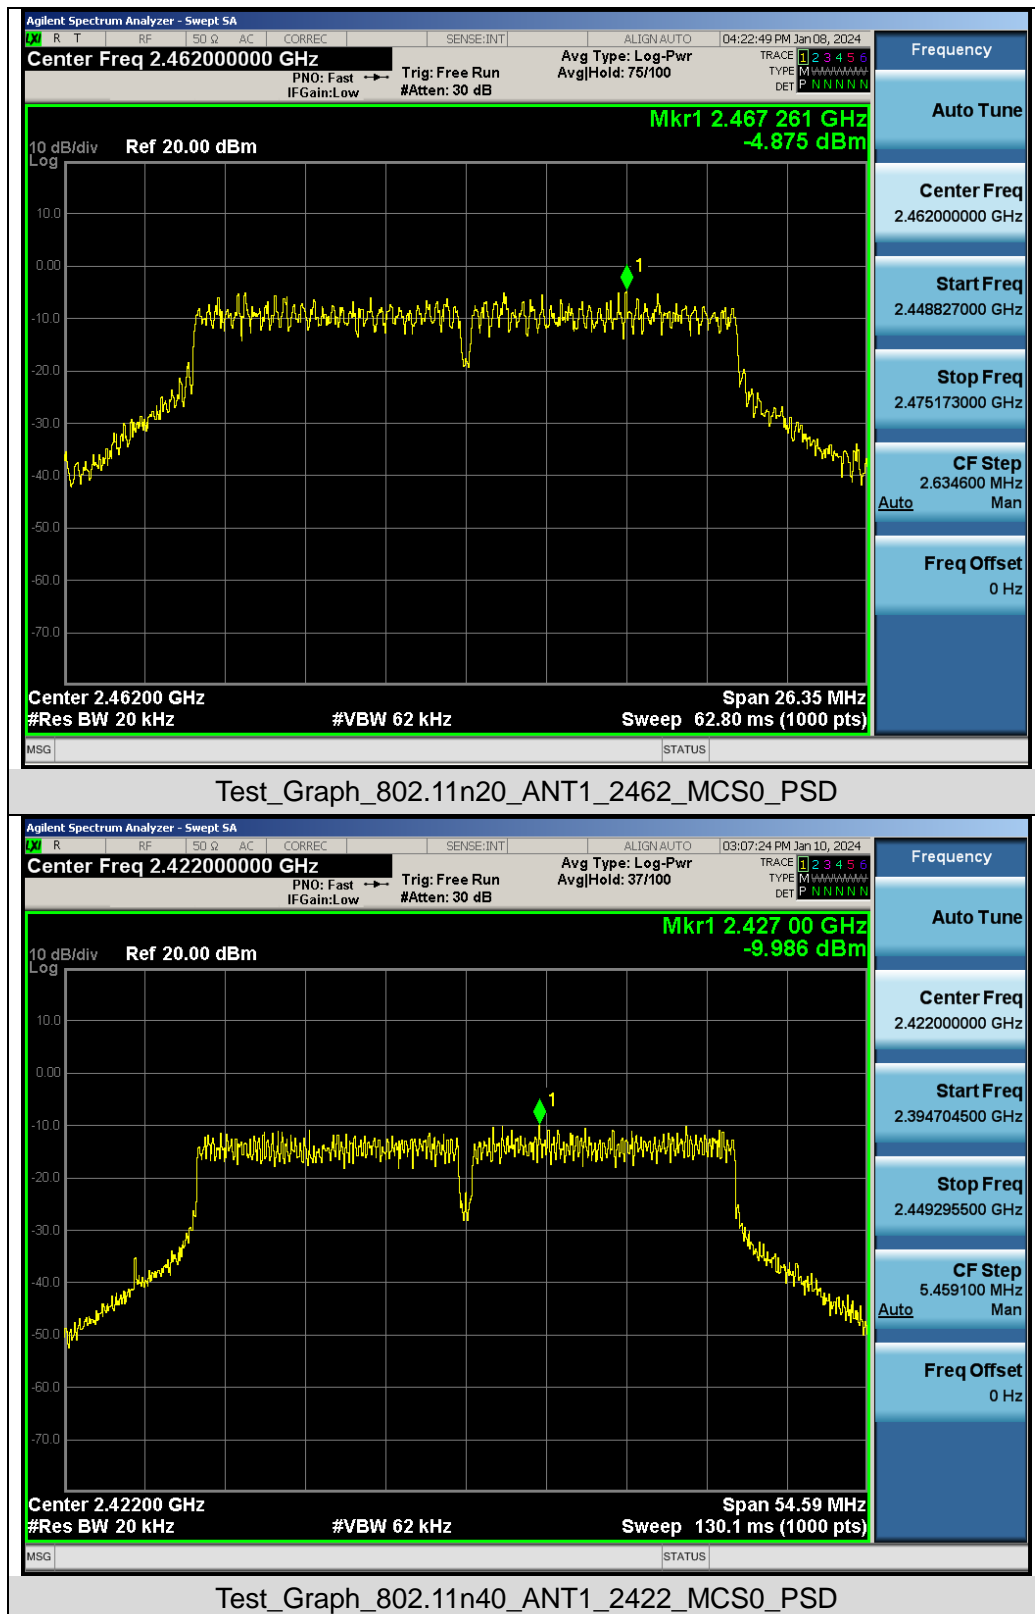 Agilent Spectrum Analyzer - Swept SA
LXI R T RF 50 Ω AC CORREC SENSE:INT ALIGN AUTO 04:22:49 PM Jan 08, 2024
Center Freq 2.462000000 GHz
PNO: Fast
IFGain:Low
Trig: Free Run
#Atten: 30 dB
Avg Type: Log-Pwr
Avg|Hold: 75/100
TRACE 1 2 3 4 5 6
TYPE M WWWWW
DET P N N N N N
Mkr1 2.467 261 GHz
-4.875 dBm
10 dB/div Ref 20.00 dBm
Log
10.0
0.00
-10.0
-20.0
-30.0
-40.0
-50.0
-60.0
-70.0
1
Center 2.46200 GHz Span 26.35 MHz
#Res BW 20 kHz #VBW 62 kHz Sweep 62.80 ms (1000 pts)
MSG STATUS
Frequency
Auto Tune
Center Freq
2.462000000 GHz
Start Freq
2.448827000 GHz
Stop Freq
2.475173000 GHz
CF Step
2.634600 MHz
Auto Man
Freq Offset
0 Hz
Test_Graph_802.11n20_ANT1_2462_MCS0_PSD
Agilent Spectrum Analyzer - Swept SA
LXI R RF 50 Ω AC CORREC SENSE:INT ALIGN AUTO 03:07:24 PM Jan 10, 2024
Center Freq 2.422000000 GHz
PNO: Fast
IFGain:Low
Trig: Free Run
#Atten: 30 dB
Avg Type: Log-Pwr
Avg|Hold: 37/100
TRACE 1 2 3 4 5 6
TYPE M WWWWW
DET P N N N N N
Mkr1 2.427 00 GHz
-9.986 dBm
10 dB/div Ref 20.00 dBm
Log
10.0
0.00
-10.0
-20.0
-30.0
-40.0
-50.0
-60.0
-70.0
1
Center 2.42200 GHz Span 54.59 MHz
#Res BW 20 kHz #VBW 62 kHz Sweep 130.1 ms (1000 pts)
MSG STATUS
Frequency
Auto Tune
Center Freq
2.422000000 GHz
Start Freq
2.394704500 GHz
Stop Freq
2.449295500 GHz
CF Step
5.459100 MHz
Auto Man
Freq Offset
0 Hz
Test_Graph_802.11n40_ANT1_2422_MCS0_PSD